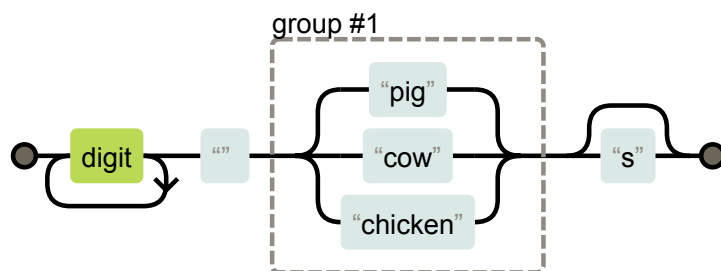 group #1
“pig”
digit
“ ”
“cow”
“s”
“chicken”